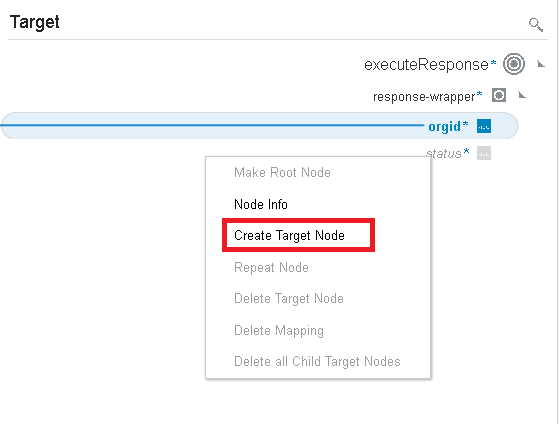 Target
executeResponse*
response-wrapper*
orgid*
status*
Make Root Node
Node Info
Create Target Node
Repeat Node
Delete Target Node
Delete Mapping
Delete all Child Target Nodes